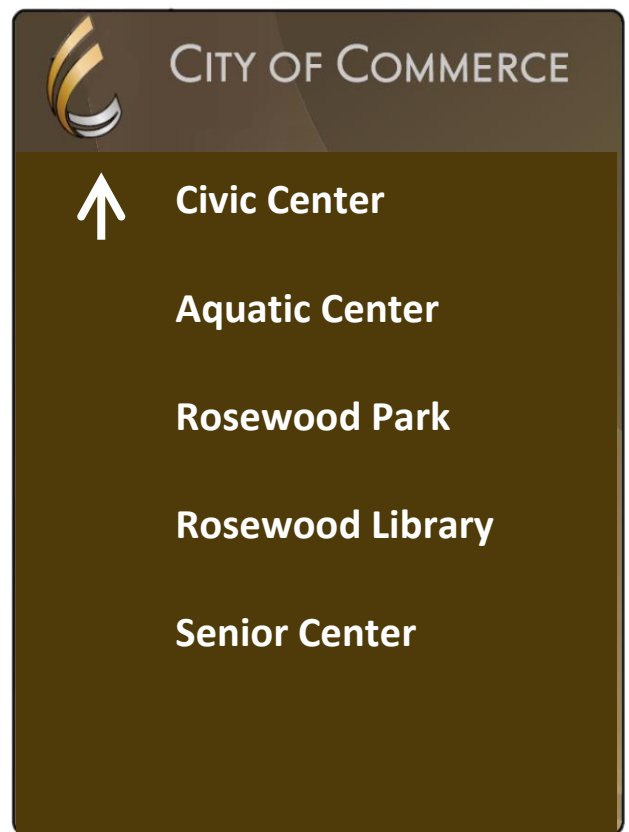 CITY OF COMMERCE
Civic Center
Aquatic Center
Rosewood Park
Rosewood Library
Senior Center